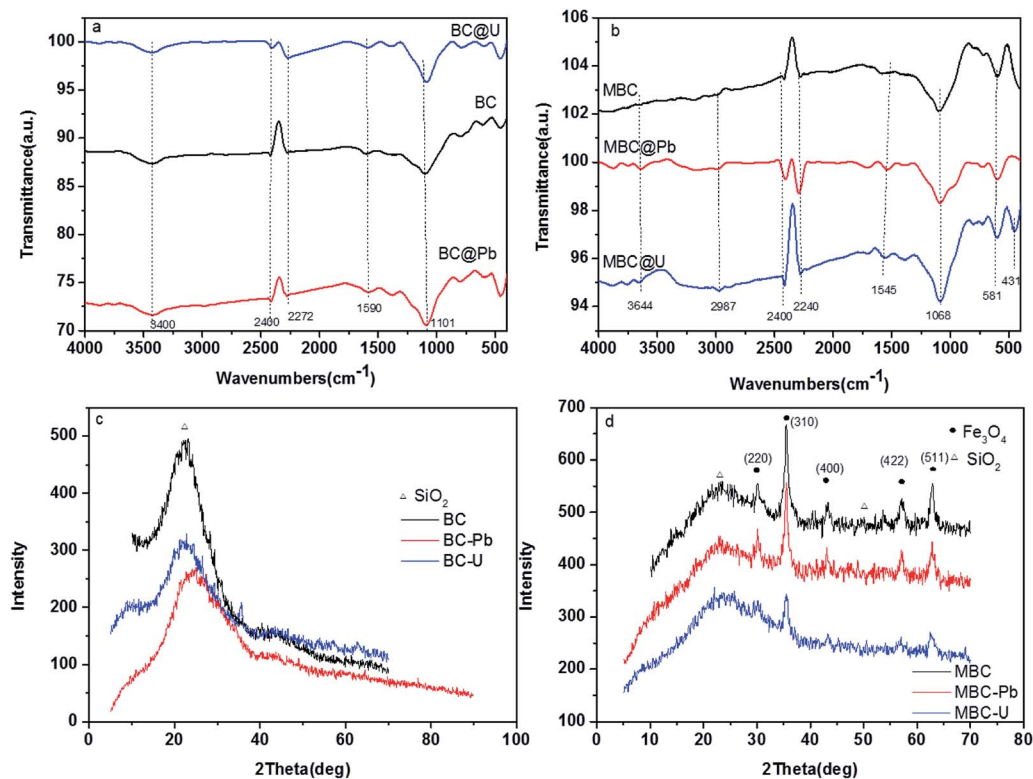 a
BC@U
BC
BC@Pb
100
95
90
85
80
75
70
3400
2400
2272
1590
1101
4000 3500 3000 2500 2000 1500 1000 500
Wavenumbers(cm-1)
Transmittance(a.u.)
b
MBC
MBC@Pb
MBC@U
106
104
102
100
98
96
94
3644
2987
2400
2240
1545
1068
581
431
4000 3500 3000 2500 2000 1500 1000 500
Wavenumbers(cm-1)
Transmittance(a.u.)
c
△
△ SiO2
BC
BC-Pb
BC-U
500
400
300
200
100
0
0 20 40 60 80 100
2Theta(deg)
Intensity
d
(310)
(220)
(400)
(422)
(511)
• Fe3O4
△ SiO2
MBC
MBC-Pb
MBC-U
700
600
500
400
300
200
100
0 10 20 30 40 50 60 70 80
2Theta(deg)
Intensity